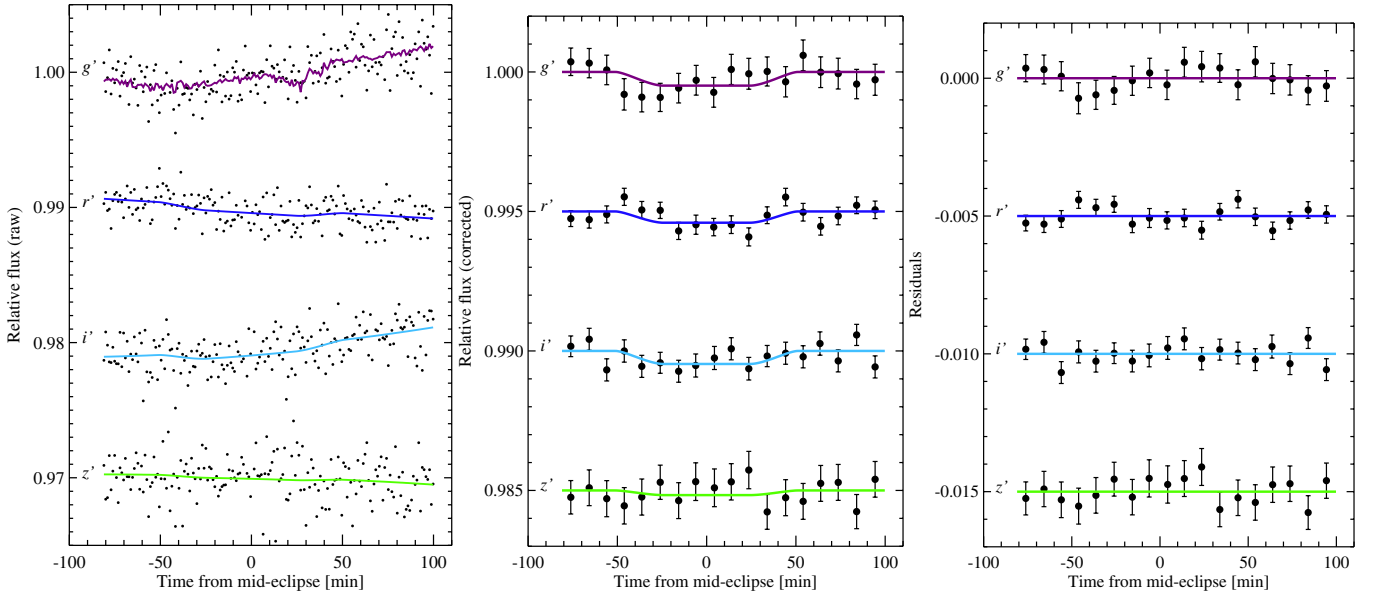 1.00
0.99
0.98
0.97
g’
r’
i’
z’
-100
-50
0
50
100
Time from mid-eclipse [min]
Relative flux (raw)
1.000
0.995
0.990
0.985
g’
r’
i’
z’
-100
-50
0
50
100
Time from mid-eclipse [min]
Relative flux (corrected)
0.000
-0.005
-0.010
-0.015
g’
r’
i’
z’
-100
-50
0
50
100
Time from mid-eclipse [min]
Residuals